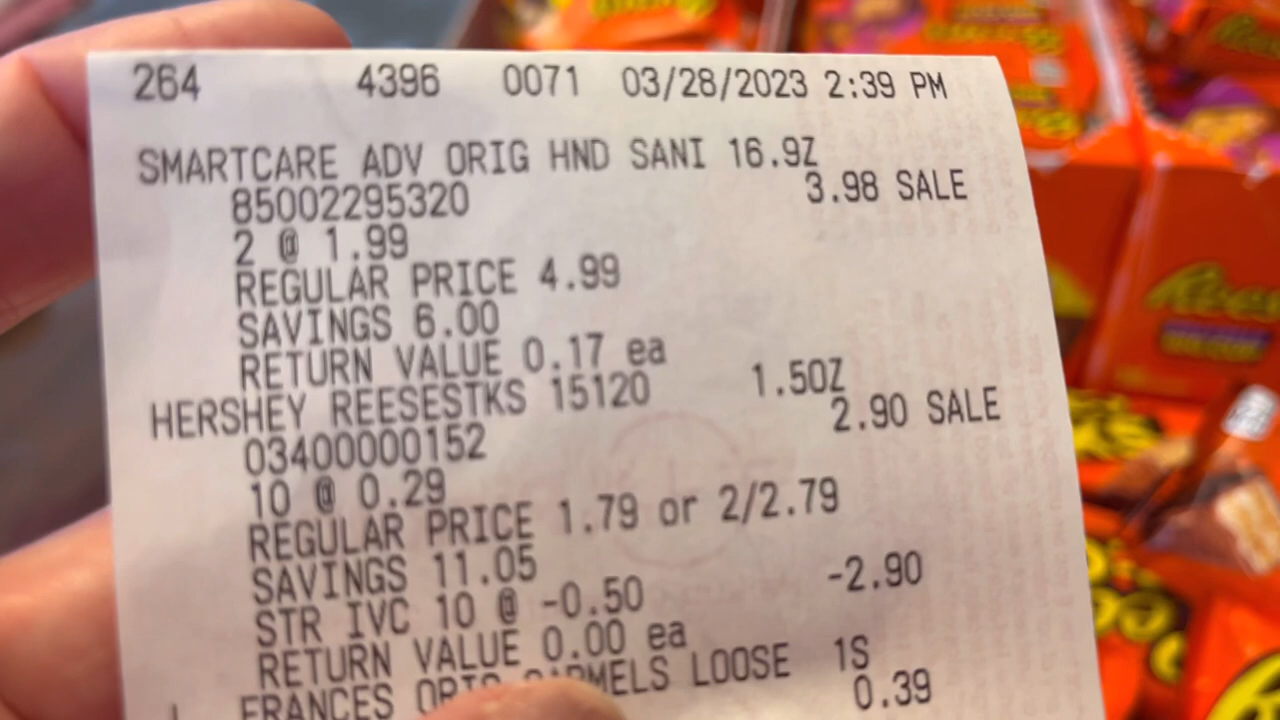 264 4396 0071 03/28/2023 2:39 PM
SMARTCARE ADV ORIG HND SANI 16.9Z
85002295320 3.98 SALE
2 @ 1.99
REGULAR PRICE 4.99
SAVINGS 6.00
RETURN VALUE 0.17 ea
HERSHEY REESESTKS 15120 1.50Z
03400000152 2.90 SALE
10 @ 0.29
REGULAR PRICE 1.79 or 2/2.79
SAVINGS 11.05
STR IVC 10 @ -0.50 -2.90
RETURN VALUE 0.00 ea
FRANCES LOOSE 1S
0.39
Reese's